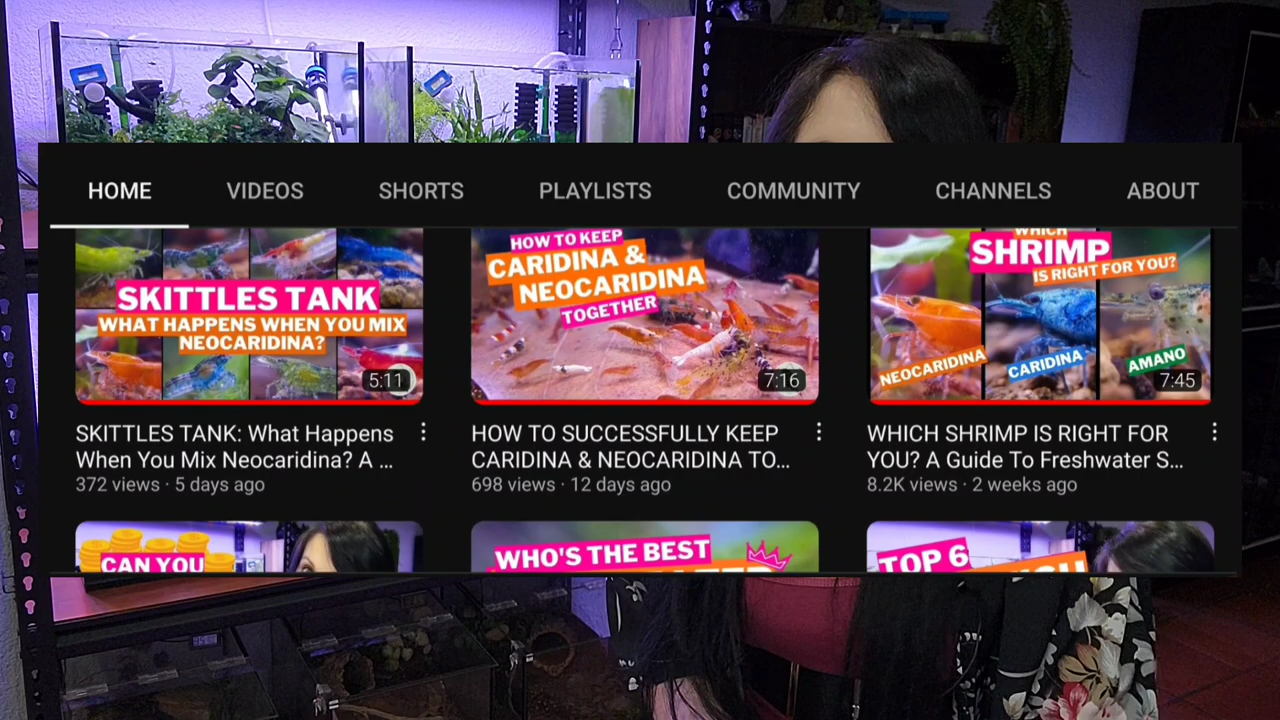 HOME VIDEOS SHORTS PLAYLISTS COMMUNITY CHANNELS ABOUT
SKITTLES TANK
WHAT HAPPENS WHEN YOU MIX
NEOCARIDINA?
5:11
HOW TO KEEP
CARIDINA &
NEOCARIDINA
TOGETHER
7:16
WHICH
SHRIMP
IS RIGHT FOR YOU?
NEOCARIDINA
CARIDINA
AMANO
7:45
SKITTLES TANK: What Happens
When You Mix Neocaridina? A ...
372 views · 5 days ago
HOW TO SUCCESSFULLY KEEP
CARIDINA & NEOCARIDINA TO...
698 views · 12 days ago
WHICH SHRIMP IS RIGHT FOR
YOU? A Guide To Freshwater S...
8.2K views · 2 weeks ago
CAN YOU
WHO'S THE BEST
TOP 6